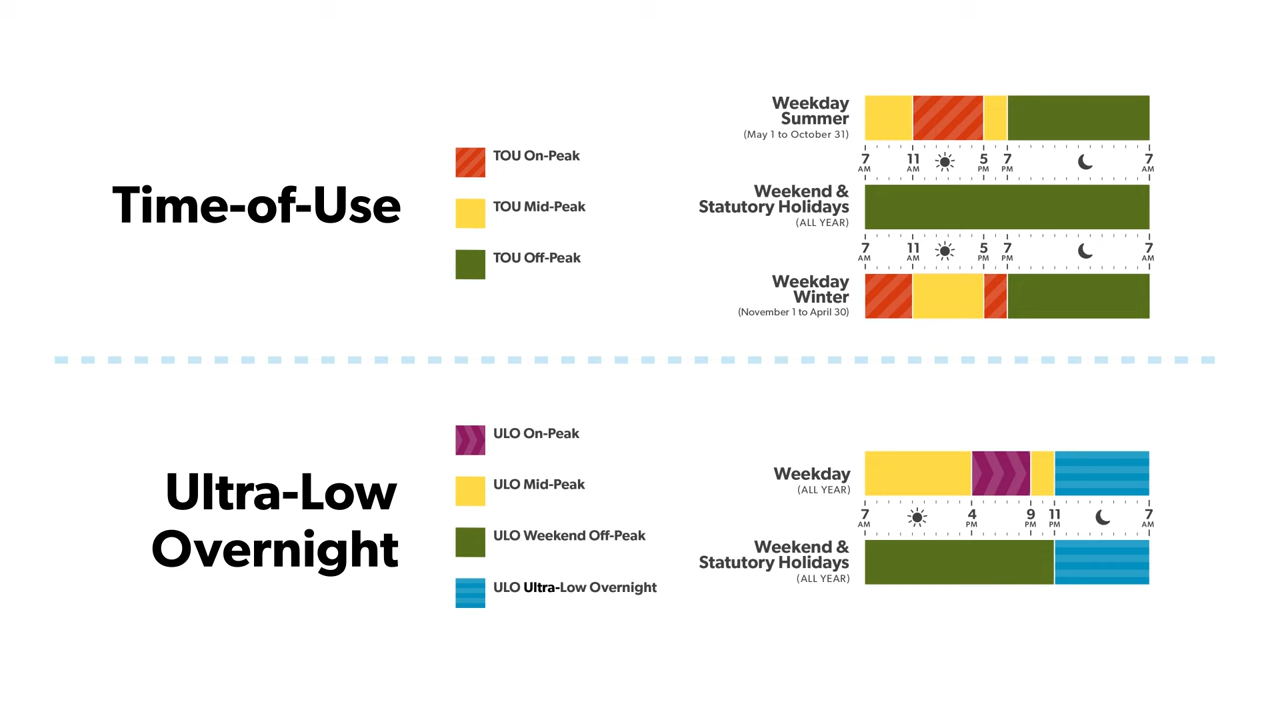 Time-of-Use
TOU On-Peak
TOU Mid-Peak
TOU Off-Peak
Weekday
Summer
(May 1 to October 31)
7 AM 11 AM 5 PM 7 PM 7 AM
Weekend &
Statutory Holidays
(ALL YEAR)
7 AM 11 AM 5 PM 7 PM 7 AM
Weekday
Winter
(November 1 to April 30)
Ultra-Low
Overnight
ULO On-Peak
ULO Mid-Peak
ULO Weekend Off-Peak
ULO Ultra-Low Overnight
Weekday
(ALL YEAR)
7 AM 4 PM 9 PM 11 PM 7 AM
Weekend &
Statutory Holidays
(ALL YEAR)